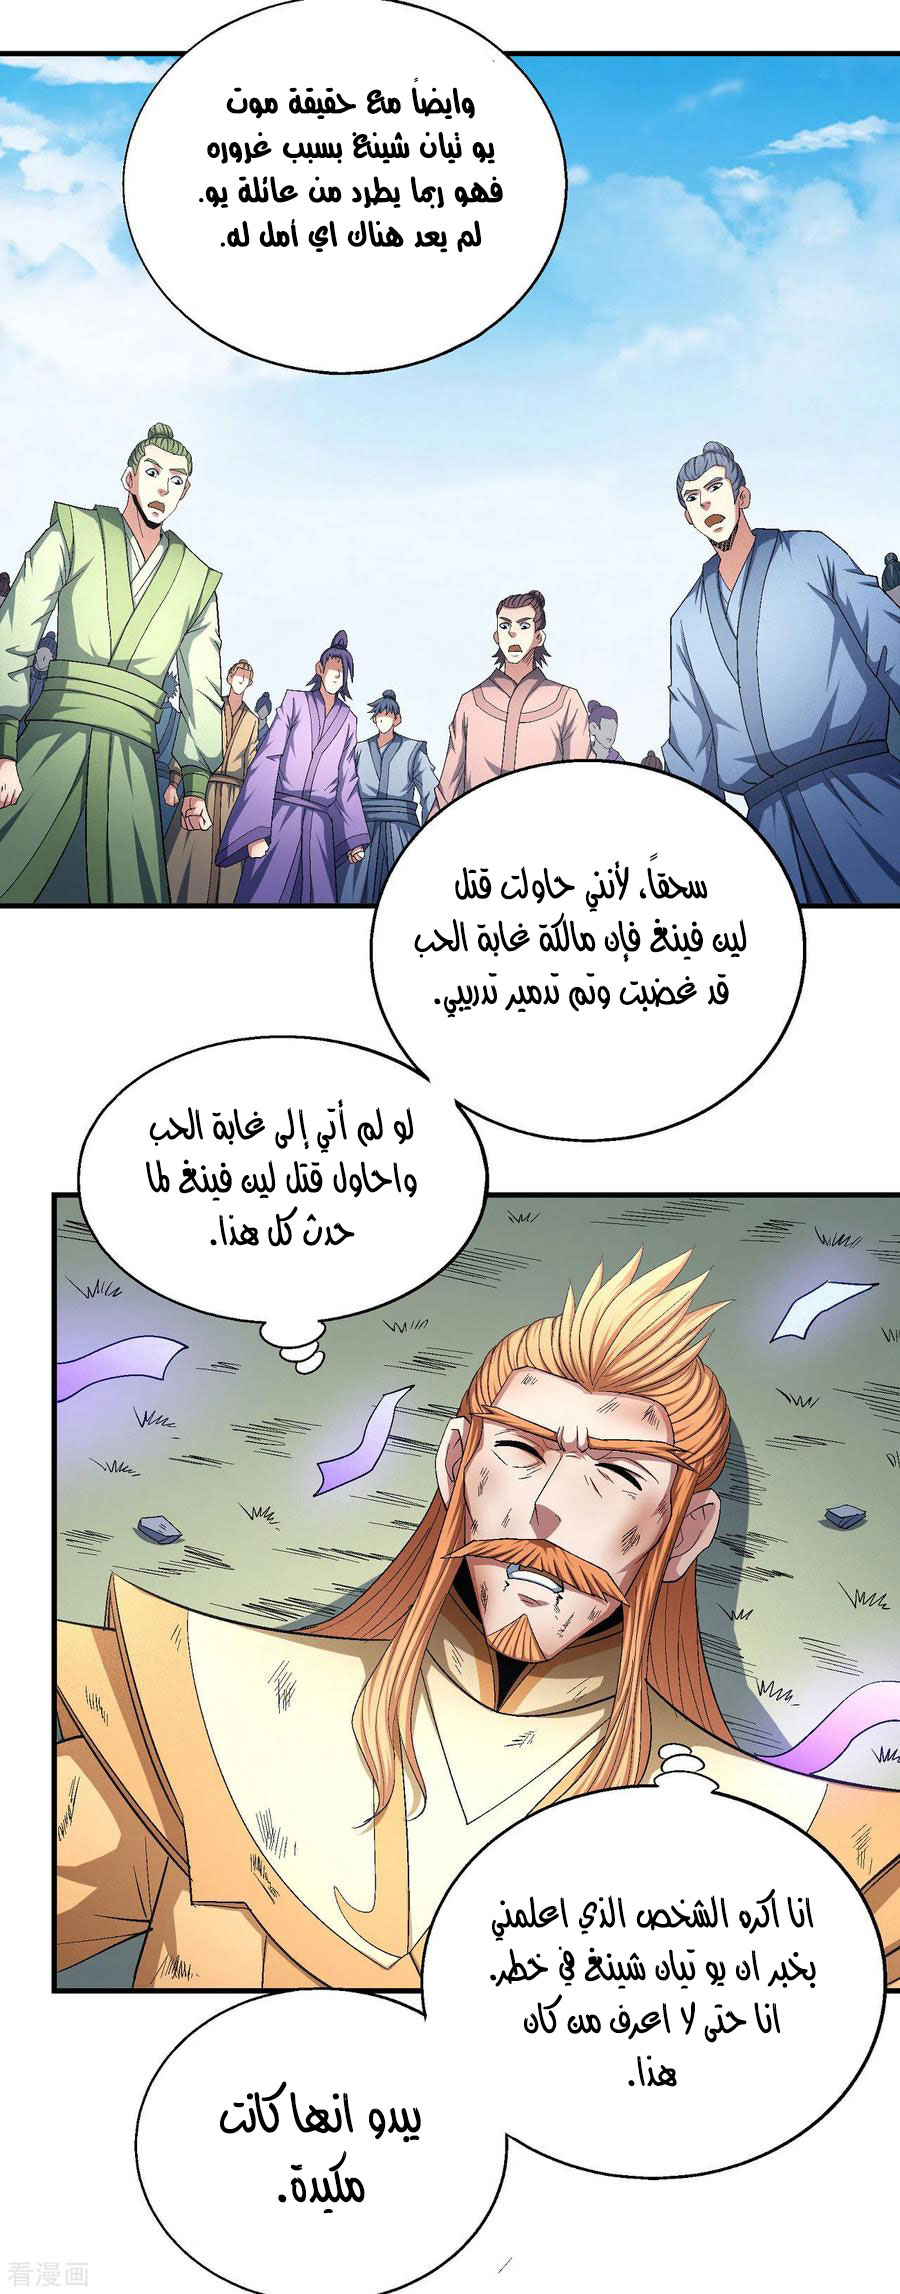 وايضاً مع حقيقة موت
يو تيان شينغ بسبب غروره
فهو ربما يطرد من عائلة يو.
لم يعد هناك اي أمل له.
سحقاً، لأنني حاولت قتل
لين فينغ فإن مالكة غابة الحب
قد غضبت وتم تدمير تدريبي.
لو لم أتي إلى غابة الحب
واحاول قتل لين فينغ لما
حدث كل هذا.
انا اكره الشخص الذي اعلمني
بخبر ان يو تيان شينغ في خطر.
انا حتى لا اعرف من كان
هذا.
يبدو انها كانت
مكيدة.
看漫画